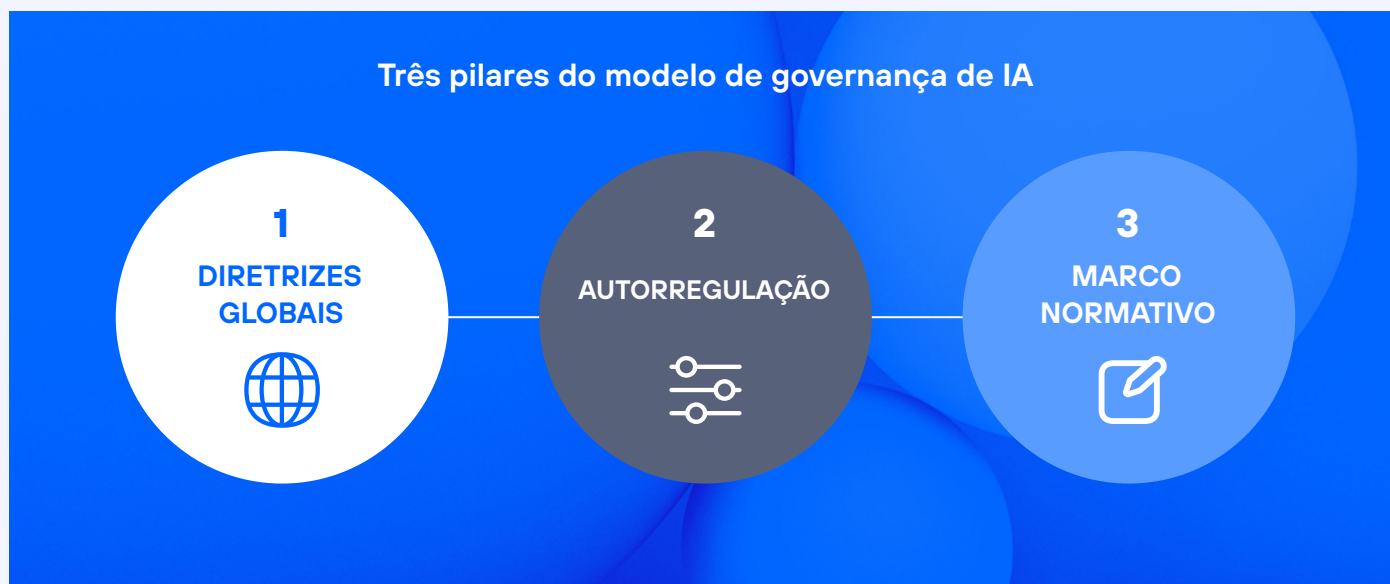 Três pilares do modelo de governança de IA
1
DIRETRIZES
GLOBAIS
2
AUTORREGULAÇÃO
3
MARCO
NORMATIVO